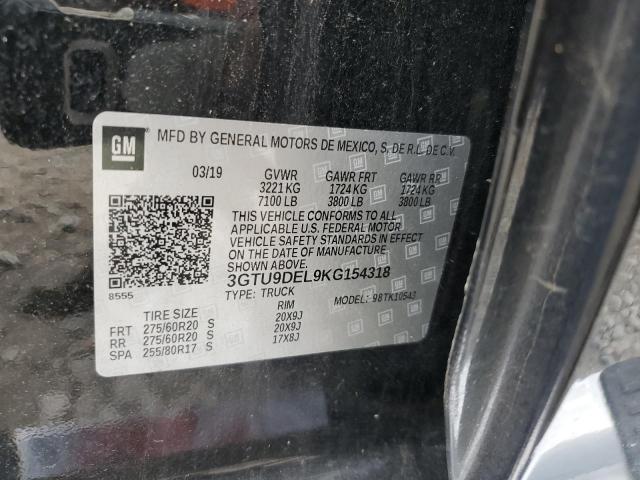 GM
MFD BY GENERAL MOTORS DE MEXICO, S. DE R.L. DE C.V.
03/19 GVWR GAWR FRT GAWR RR
3221 KG 1724 KG 1724 KG
7100 LB 3800 LB 3800 LB
THIS VEHICLE CONFORMS TO ALL
APPLICABLE U.S. FEDERAL MOTOR
VEHICLE SAFETY STANDARDS IN EFFECT
ON THE DATE OF MANUFACTURE.
3GTU9DEL9KG154318
8555
TYPE: TRUCK MODEL: 98TK10543
TIRE SIZE RIM
FRT 275/60R20 S 20X9J
RR 275/60R20 S 20X9J
SPA 255/80R17 S 17X8J